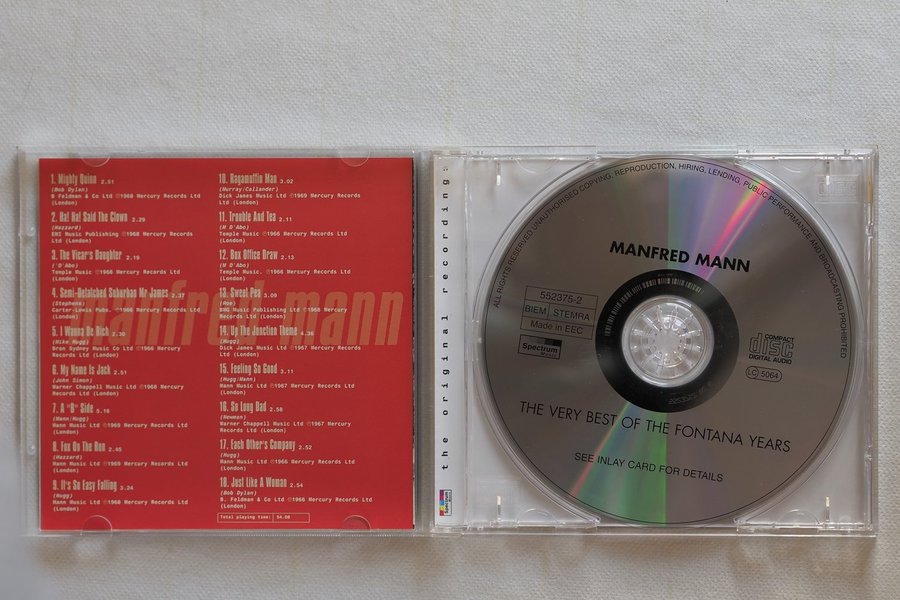 1. Mighty Quinn 2.51
(Bob Dylan)
B Feldman & Co Ltd ℗1968 Mercury Records Ltd
(London)
2. Ha! Ha! Said The Clown 2.29
(Hazzard)
EMI Music Publishing ℗1968 Mercury Records
Ltd (London)
3. The Vicar's Daughter 2.19
('D'Abo)
Temple Music. ℗1966 Mercury Records Ltd.
(London)
4. Semi-Detatched Suburban Mr James 2.37
(Stephens)
Carter-Lewis Pubs. ℗1966 Mercury Records Ltd
(London)
5. I Wanna Be Rich 2.30
(Mike Hugg)
Bron Sydney Music Co Ltd ℗1966 Mercury
Records Ltd (London)
6. My Name Is Jack 2.51
(John Simon)
Warner Chappell Music Ltd ℗1968 Mercury
Records Ltd (London)
7. A "B" Side 5.16
(Mann/Hugg)
Mann Music Ltd ℗1969 Mercury Records Ltd
(London)
8. Fox On The Run 2.45
(Hazzard)
Mann Music Ltd ℗1969 Mercury Records Ltd
(London)
9. It's So Easy Falling 3.24
(Hugg)
Mann Music Ltd ℗1968 Mercury Records Ltd
(London)
10. Ragamuffin Man 3.02
(Murray/Callander)
Dick James Music Ltd ℗1969 Mercury Records
Ltd (London)
11. Trouble And Tea 2.11
(M D'Abo)
Temple Music ℗1966 Mercury Records Ltd
(London)
12. Box Office Draw 2.13
(M D'Abo)
Temple Music ℗1966 Mercury Records Ltd
(London)
13. Sweet Pea 3.09
(Roe)
BMG Music Publishing Ltd ℗1968 Mercury
Records Ltd (London)
14. Up The Junction Theme 4.36
(Hugg)
Dick James Music Ltd ℗1967 Mercury Records
Ltd (London)
15. Feeling So Good 3.11
(Hugg/Mann)
Mann Music Ltd ℗1967 Mercury Records Ltd
(London)
16. So Long Dad 2.58
(Newman)
Warner Chappell Music Ltd ℗1967 Mercury
Records Ltd (London)
17. Each Other's Company 2.52
(Hugg)
Mann Music Ltd ℗1966 Mercury Records Ltd
(London)
18. Just Like A Woman 2.54
(Bob Dylan)
B. Feldman & Co Ltd ℗1966 Mercury Records Ltd
(London)
Total playing time: 54.08
manfred mann
the original recordings
Spectrum
ALL RIGHTS RESERVED UNAUTHORISED COPYING, REPRODUCTION, HIRING, LENDING, PUBLIC PERFORMANCE AND BROADCASTING PROHIBITED
MANFRED MANN
552375-2
BIEM STEMRA
Made in EEC
Spectrum
MUSIC
COMPACT
disc
DIGITAL AUDIO
LC 5064
THE VERY BEST OF THE FONTANA YEARS
SEE INLAY CARD FOR DETAILS